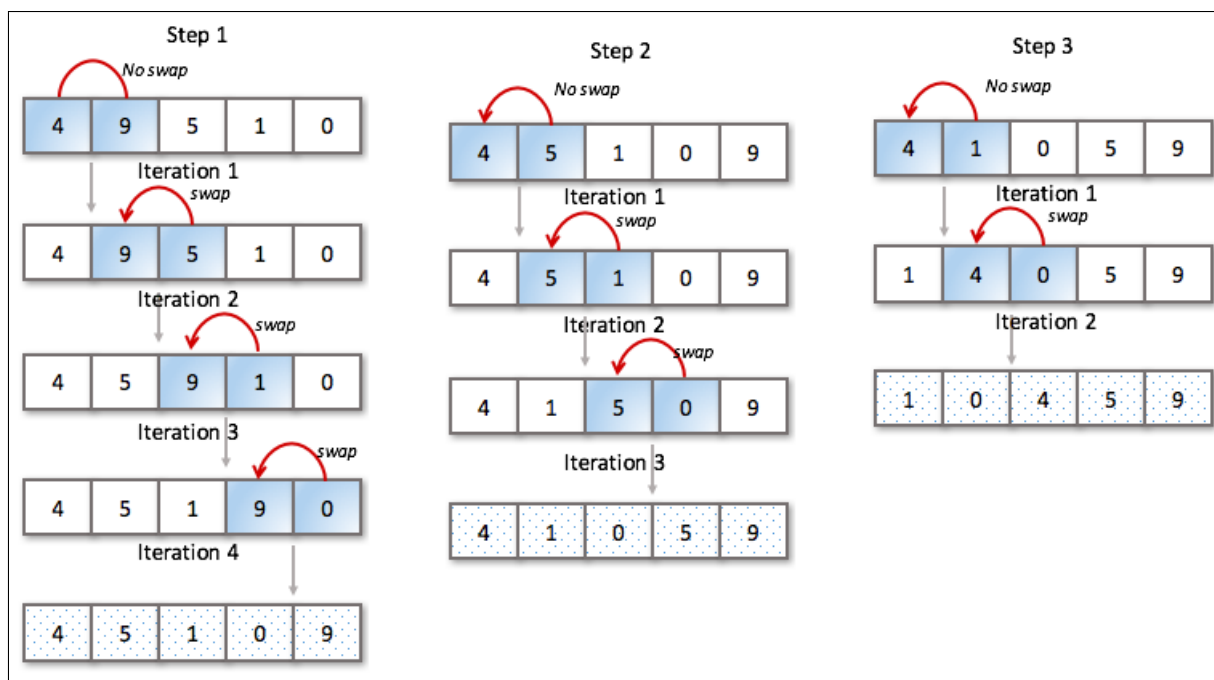 Step 1
No swap
4 9 5 1 0
Iteration 1
swap
4 9 5 1 0
Iteration 2
swap
4 5 9 1 0
Iteration 3
swap
4 5 1 9 0
Iteration 4
4 5 1 0 9
Step 2
No swap
4 5 1 0 9
Iteration 1
swap
4 5 1 0 9
Iteration 2
swap
4 1 5 0 9
Iteration 3
4 1 0 5 9
Step 3
No swap
4 1 0 5 9
Iteration 1
swap
1 4 0 5 9
Iteration 2
1 0 4 5 9